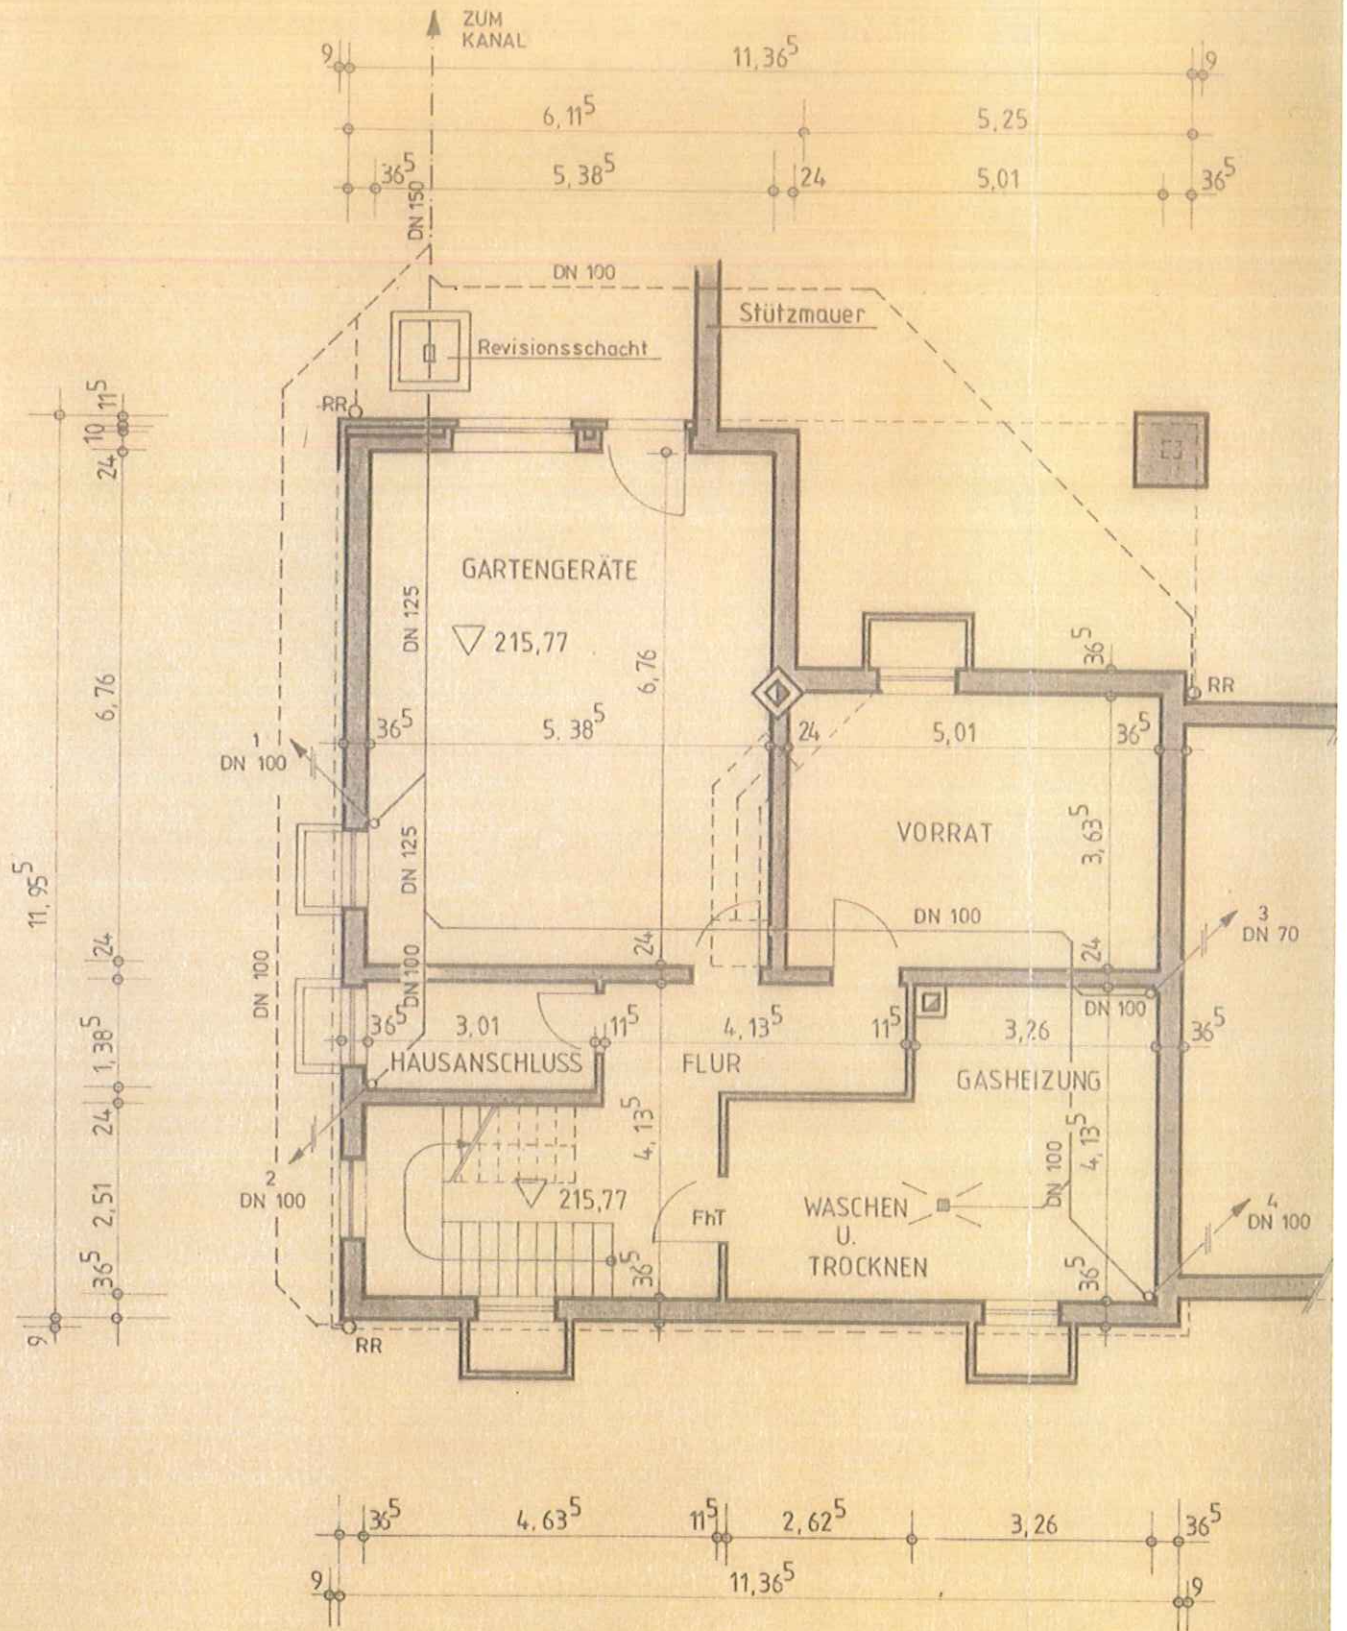 ZUM
KANAL
9
11,36⁵
9
6,11⁵
5,25
36⁵
5,38⁵
24
5,01
36⁵
DN 150
DN 100
Stützmauer
Revisionsschacht
RR
11⁵
10
24
GARTENGERÄTE
DN 125
215,77
6,76
6,76
36⁵
RR
36⁵
5.38⁵
24
5,01
36⁵
1
DN 100
VORRAT
3,63⁵
DN 125
11,95⁵
DN 100
3
DN 70
24
24
24
DN 100
DN 100
DN 100
36⁵
3,01
11⁵
4,13⁵
11⁵
3,26
36⁵
1,38⁵
HAUSANSCHLUSS
FLUR
GASHEIZUNG
24
4,13⁵
4,13⁵
DN 100
2
DN 100
2,51
215,77
FhT
WASCHEN
U.
TROCKNEN
4
DN 100
36⁵
36⁵
36⁵
9
RR
36⁵
4.63⁵
11⁵
2,62⁵
3,26
36⁵
9
11,36⁵
9